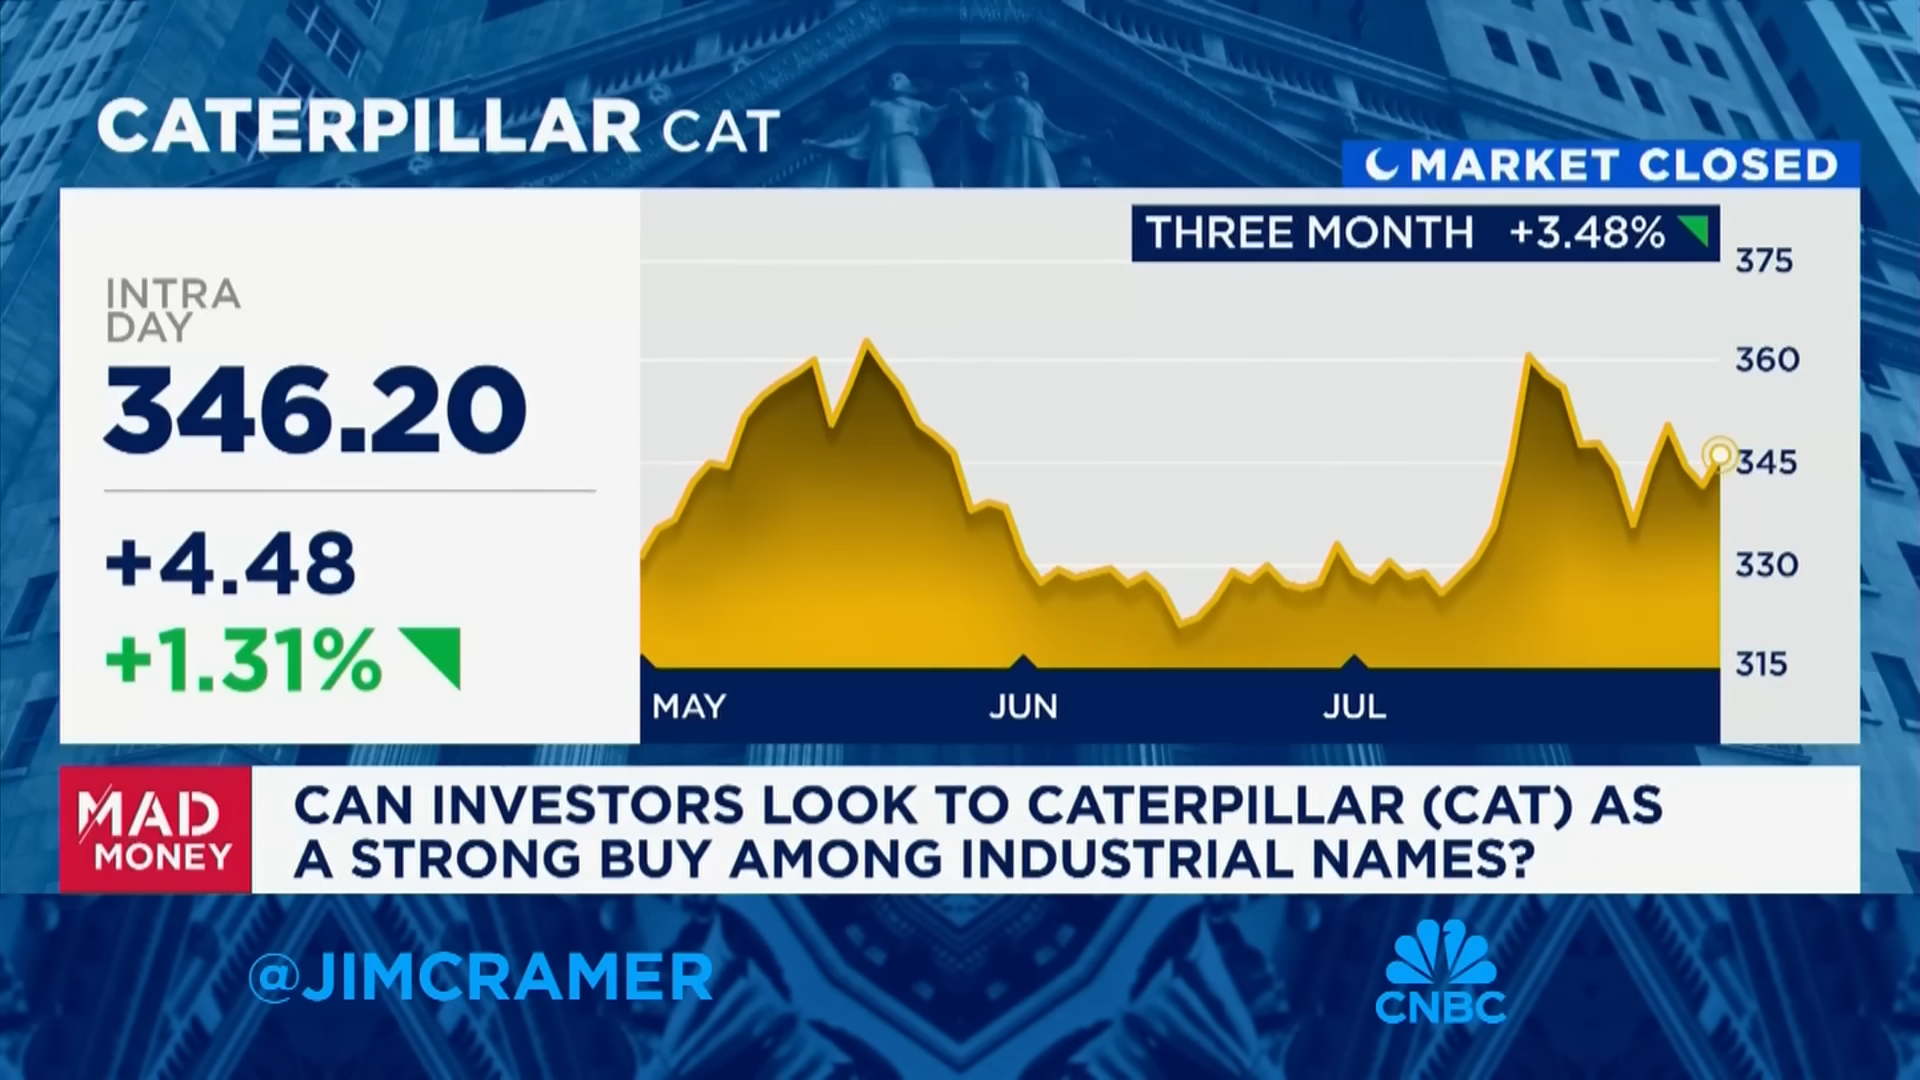 CATERPILLAR CAT
MARKET CLOSED
THREE MONTH +3.48%
INTRA
DAY
346.20
+4.48
+1.31%
375
360
345
330
315
MAY
JUN
JUL
MAD
MONEY
CAN INVESTORS LOOK TO CATERPILLAR (CAT) AS
A STRONG BUY AMONG INDUSTRIAL NAMES?
@JIMCRAMER
CNBC